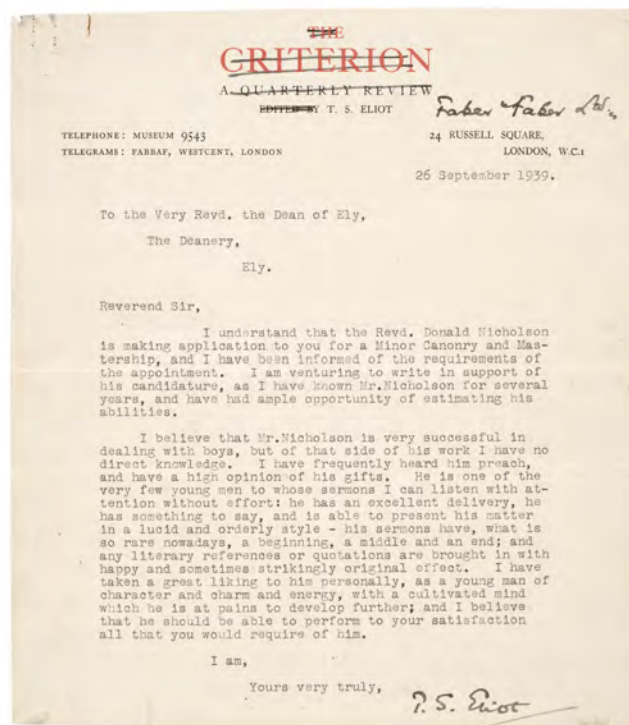 THE
CRITERION
A QUARTERLY REVIEW
EDITED BY T. S. ELIOT
Faber & Faber Ltd.,
TELEPHONE: MUSEUM 9543
TELEGRAMS: FABBAF, WESTCENT, LONDON
24 RUSSELL SQUARE,
LONDON, W.C.1
26 September 1939.
To the Very Revd. the Dean of Ely,
The Deanery,
Ely.
Reverend Sir,
I understand that the Revd. Donald Nicholson
is making application to you for a Minor Canonry and Mas-
tership, and I have been informed of the requirements of
the appointment. I am venturing to write in support of
his candidature, as I have known Mr.Nicholson for several
years, and have had ample opportunity of estimating his
abilities.
I believe that Mr.Nicholson is very successful in
dealing with boys, but of that side of his work I have no
direct knowledge. I have frequently heard him preach,
and have a high opinion of his gifts. He is one of the
very few young men to whose sermons I can listen with at-
tention without effort: he has an excellent delivery, he
has something to say, and is able to present his matter
in a lucid and orderly style - his sermons have, what is
so rare nowadays, a beginning, a middle and an end; and
any literary references or quotations are brought in with
happy and sometimes strikingly original effect. I have
taken a great liking to him personally, as a young man of
character and charm and energy, with a cultivated mind
which he is at pains to develop further; and I believe
that he should be able to perform to your satisfaction
all that you would require of him.
I am,
Yours very truly,
T. S. Eliot